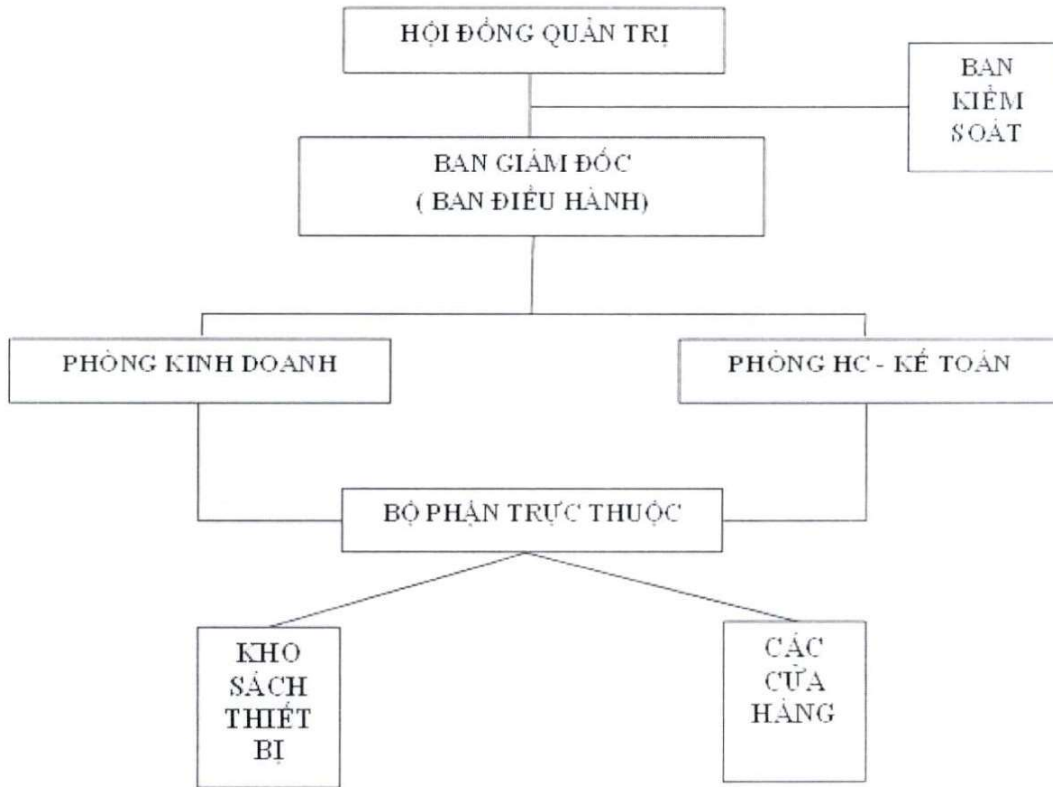 HỘI ĐỒNG QUẢN TRỊ
BAN
KIỂM
SOÁT
BAN GIÁM ĐỐC
( BAN ĐIỀU HÀNH)
PHÒNG KINH DOANH
PHÒNG HC - KẾ TOÁN
BỘ PHẬN TRỰC THUỘC
KHO
SÁCH
THIẾT
BỊ
CÁC
CỬA
HÀNG